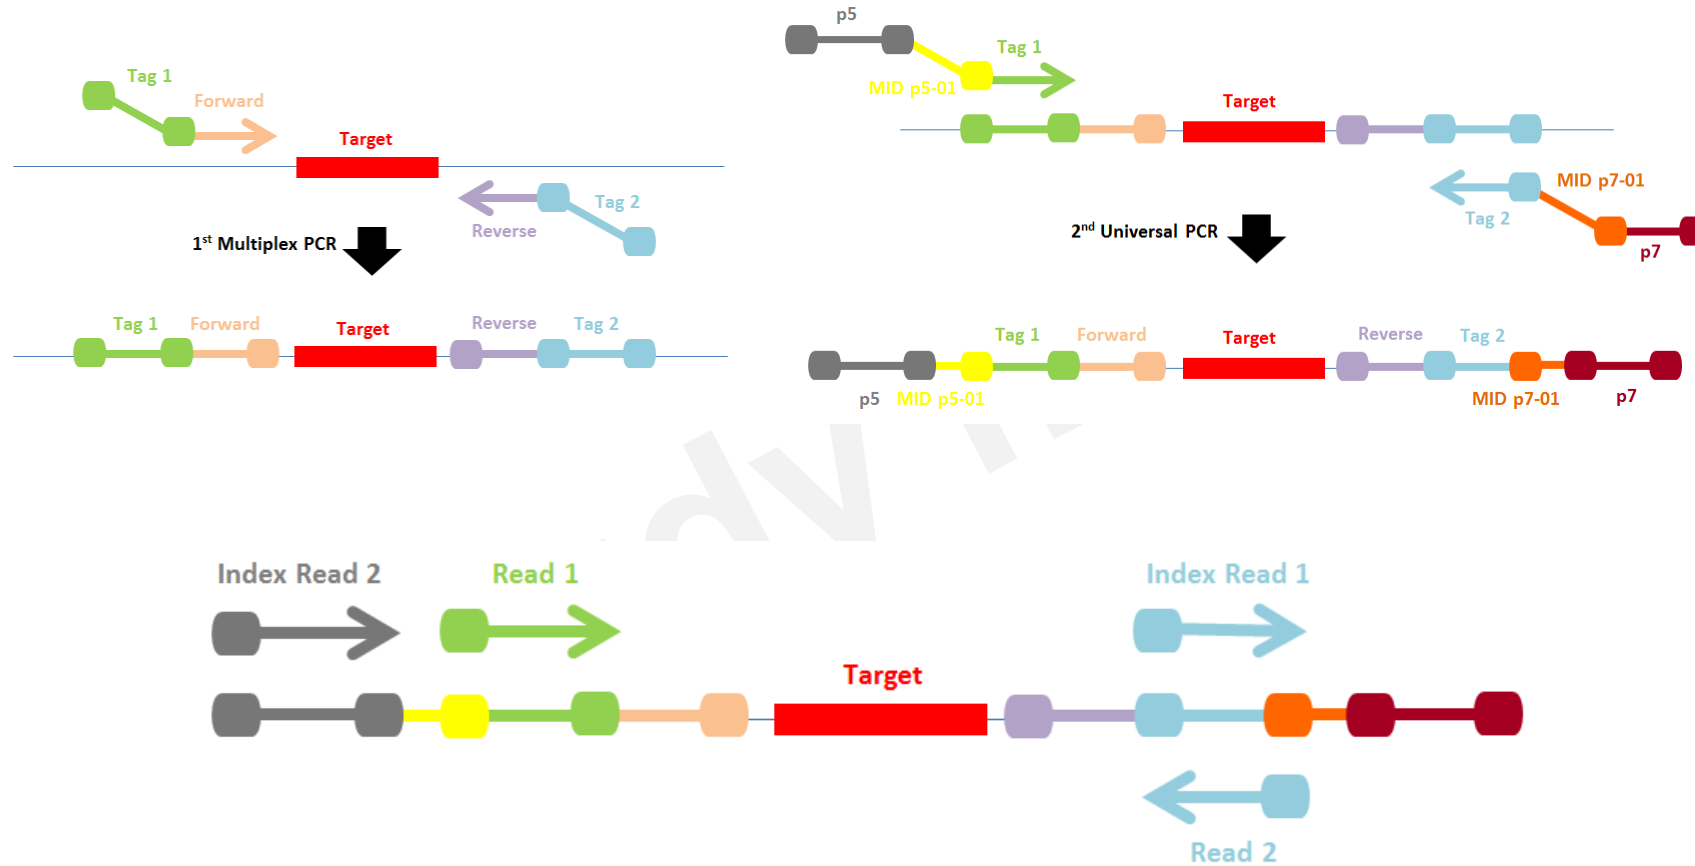 Tag 1
Forward
Target
Reverse
Tag 2
1st Multiplex PCR
Tag 1
Forward
Target
Reverse
Tag 2
p5
Tag 1
MID p5-01
Target
MID p7-01
Tag 2
p7
2nd Universal PCR
Tag 1
Forward
Target
Reverse
Tag 2
p5
MID p5-01
MID p7-01
p7
Index Read 2
Read 1
Index Read 1
Target
Read 2